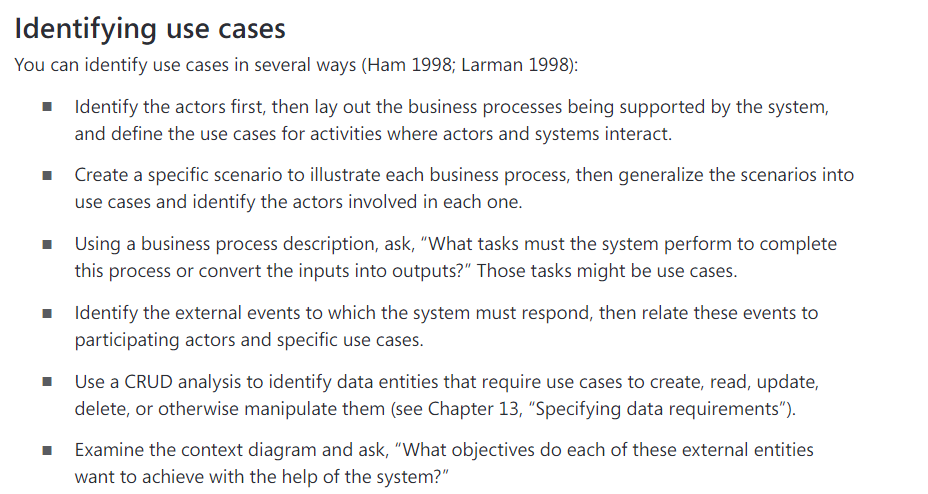 Identifying use cases
You can identify use cases in several ways (Ham 1998; Larman 1998):
■ Identify the actors first, then lay out the business processes being supported by the system,
and define the use cases for activities where actors and systems interact.
■ Create a specific scenario to illustrate each business process, then generalize the scenarios into
use cases and identify the actors involved in each one.
■ Using a business process description, ask, “What tasks must the system perform to complete
this process or convert the inputs into outputs?” Those tasks might be use cases.
■ Identify the external events to which the system must respond, then relate these events to
participating actors and specific use cases.
■ Use a CRUD analysis to identify data entities that require use cases to create, read, update,
delete, or otherwise manipulate them (see Chapter 13, “Specifying data requirements”).
■ Examine the context diagram and ask, “What objectives do each of these external entities
want to achieve with the help of the system?”